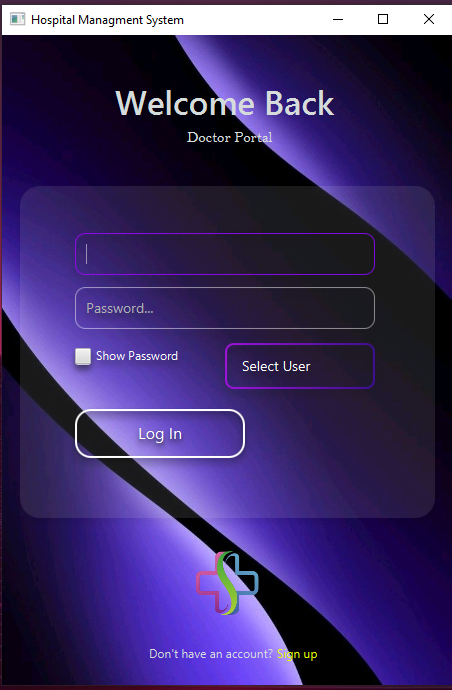 Hospital Managment System
Welcome Back
Doctor Portal
Password...
Show Password
Select User
Log In
Don't have an account? Sign up